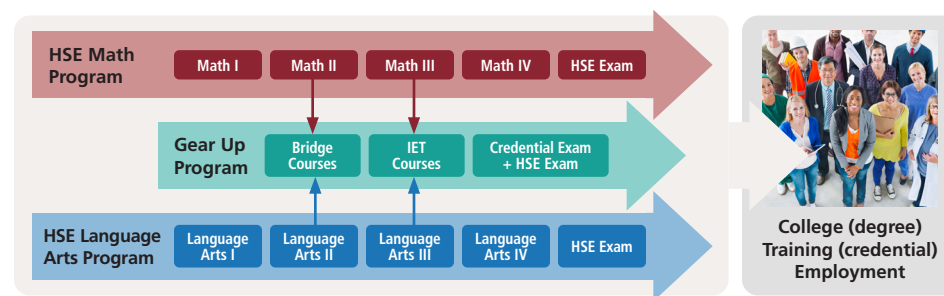 HSE Math
Program
Math I
Math II
Math III
Math IV
HSE Exam
Gear Up
Program
Bridge
Courses
IET
Courses
Credential Exam
+ HSE Exam
HSE Language
Arts Program
Language
Arts I
Language
Arts II
Language
Arts III
Language
Arts IV
HSE Exam
College (degree)
Training (credential)
Employment